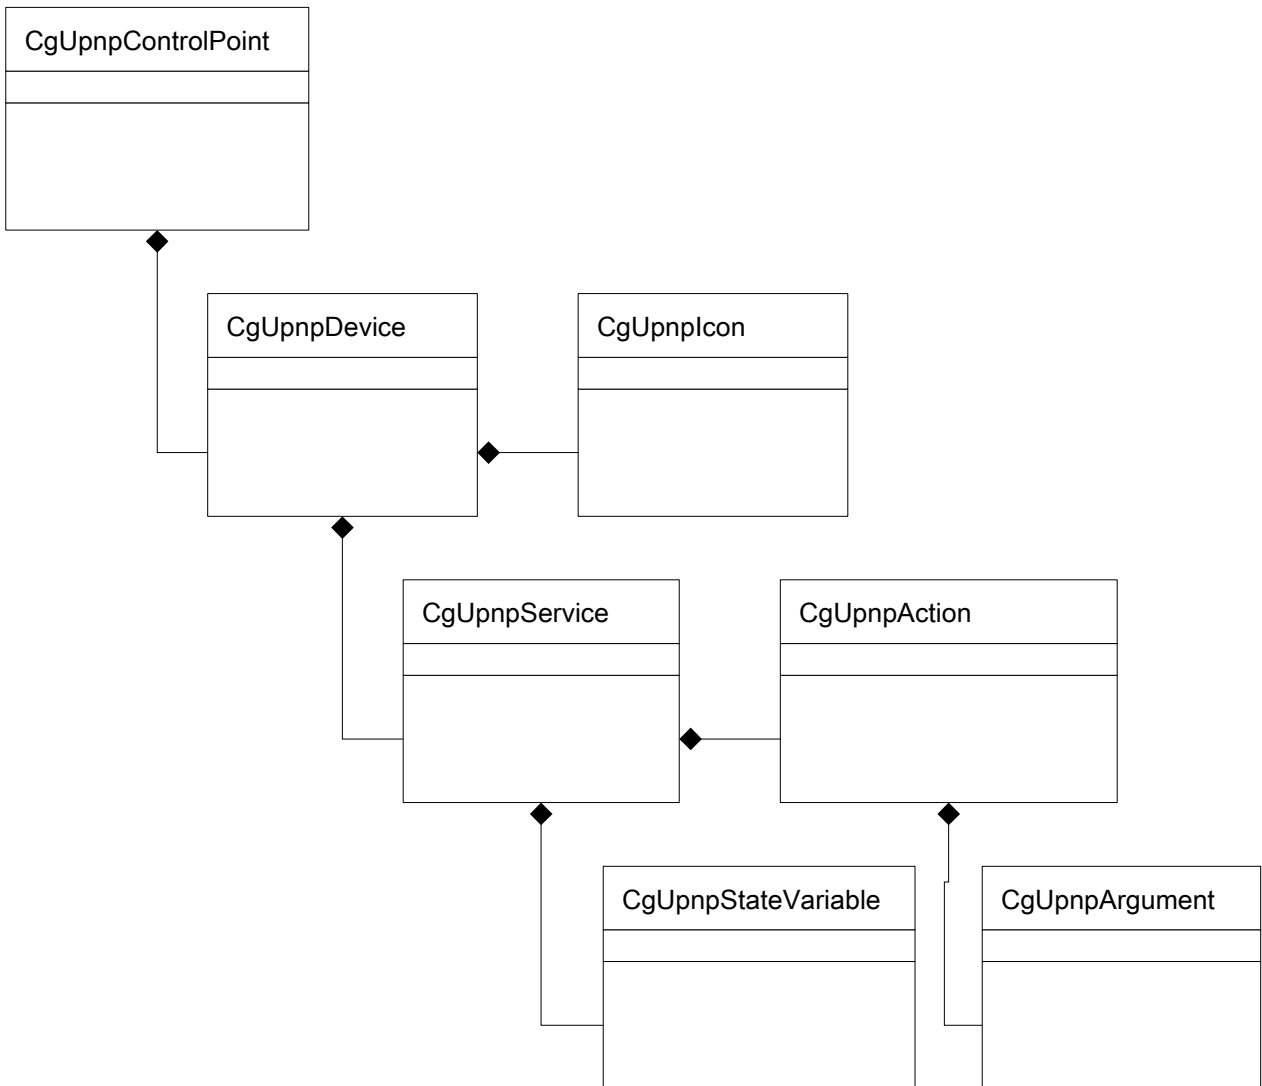 CgUpnpControlPoint
CgUpnpDevice
CgUpnpIcon
CgUpnpService
CgUpnpAction
CgUpnpStateVariable
CgUpnpArgument